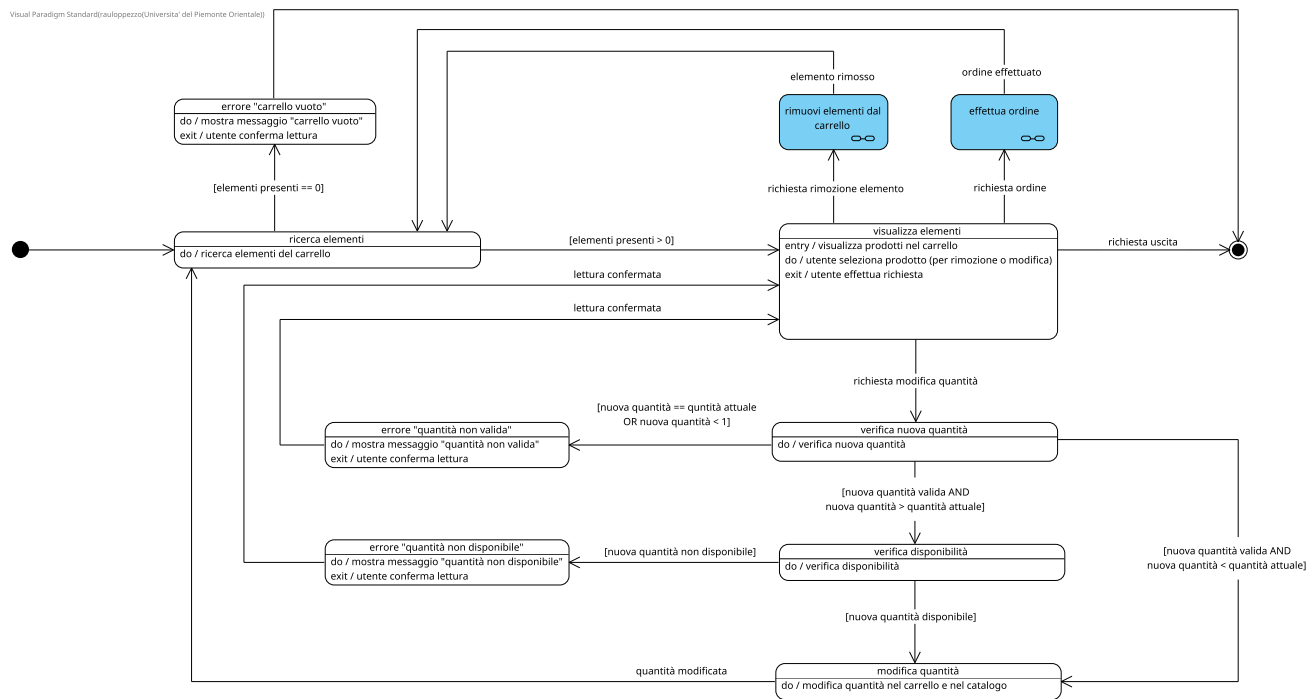 Visual Paradigm Standard(rauloppezzo(Universita' del Piemonte Orientale))
elemento rimosso
ordine effettuato
errore "carrello vuoto"
do / mostra messaggio "carrello vuoto"
exit / utente conferma lettura
rimuovi elementi dal
carrello
effettua ordine
[elementi presenti == 0]
richiesta rimozione elemento
richiesta ordine
ricerca elementi
do / ricerca elementi del carrello
[elementi presenti > 0]
visualizza elementi
entry / visualizza prodotti nel carrello
do / utente seleziona prodotto (per rimozione o modifica)
exit / utente effettua richiesta
richiesta uscita
lettura confermata
lettura confermata
richiesta modifica quantità
[nuova quantità == quntità attuale
OR nuova quantità < 1]
errore "quantità non valida"
do / mostra messaggio "quantità non valida"
exit / utente conferma lettura
verifica nuova quantità
do / verifica nuova quantità
[nuova quantità valida AND
nuova quantità > quantità attuale]
errore "quantità non disponibile"
do / mostra messaggio "quantità non disponibile"
exit / utente conferma lettura
[nuova quantità non disponibile]
verifica disponibilità
do / verifica disponibilità
[nuova quantità valida AND
nuova quantità < quantità attuale]
[nuova quantità disponibile]
quantità modificata
modifica quantità
do / modifica quantità nel carrello e nel catalogo